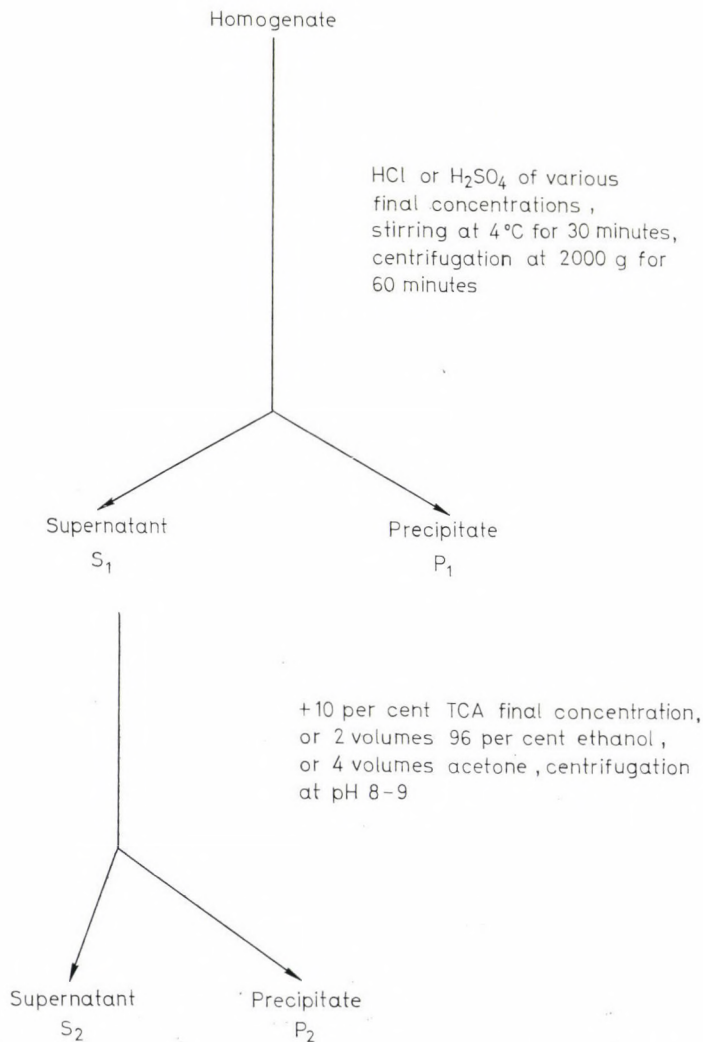 Homogenate
HCl or H₂SO₄ of various
final concentrations,
stirring at 4°C for 30 minutes,
centrifugation at 2000 g for
60 minutes
Supernatant
S₁
Precipitate
P₁
+10 per cent TCA final concentration,
or 2 volumes 96 per cent ethanol,
or 4 volumes acetone, centrifugation
at pH 8-9
Supernatant
S₂
Precipitate
P₂